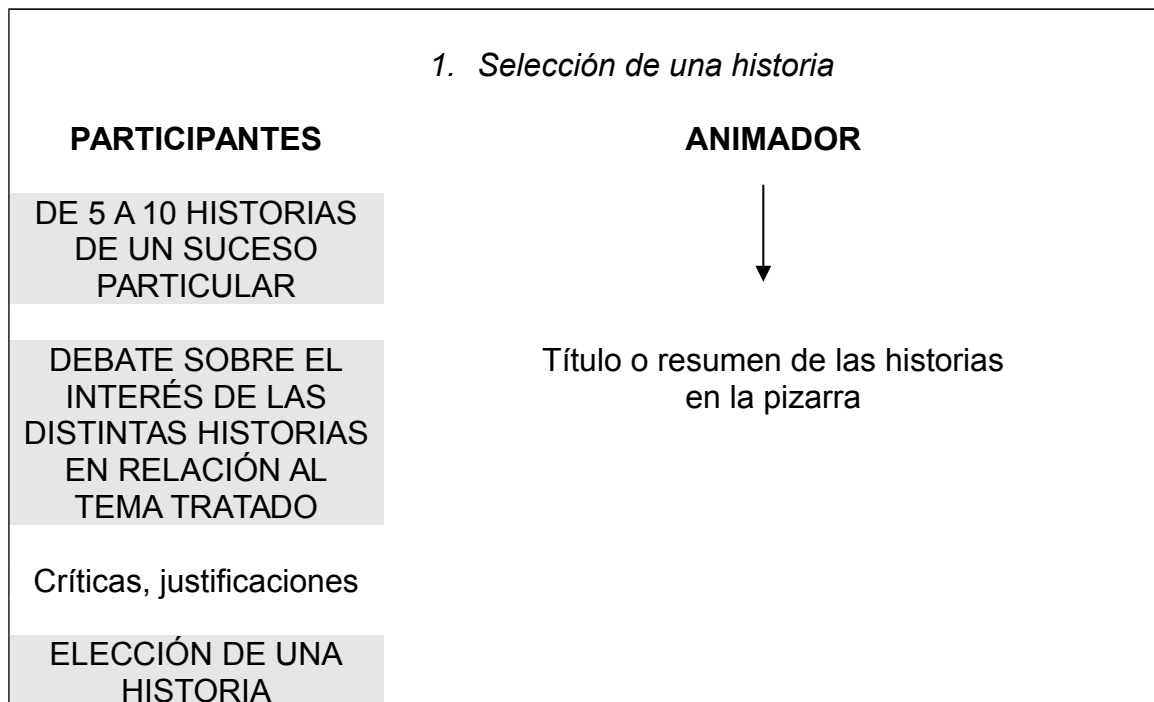 1. Selección de una historia
PARTICIPANTES
ANIMADOR
DE 5 A 10 HISTORIAS
DE UN SUCESO
PARTICULAR
DEBATE SOBRE EL
INTERÉS DE LAS
DISTINTAS HISTORIAS
EN RELACIÓN AL
TEMA TRATADO
Título o resumen de las historias
en la pizarra
Críticas, justificaciones
ELECCIÓN DE UNA
HISTORIA